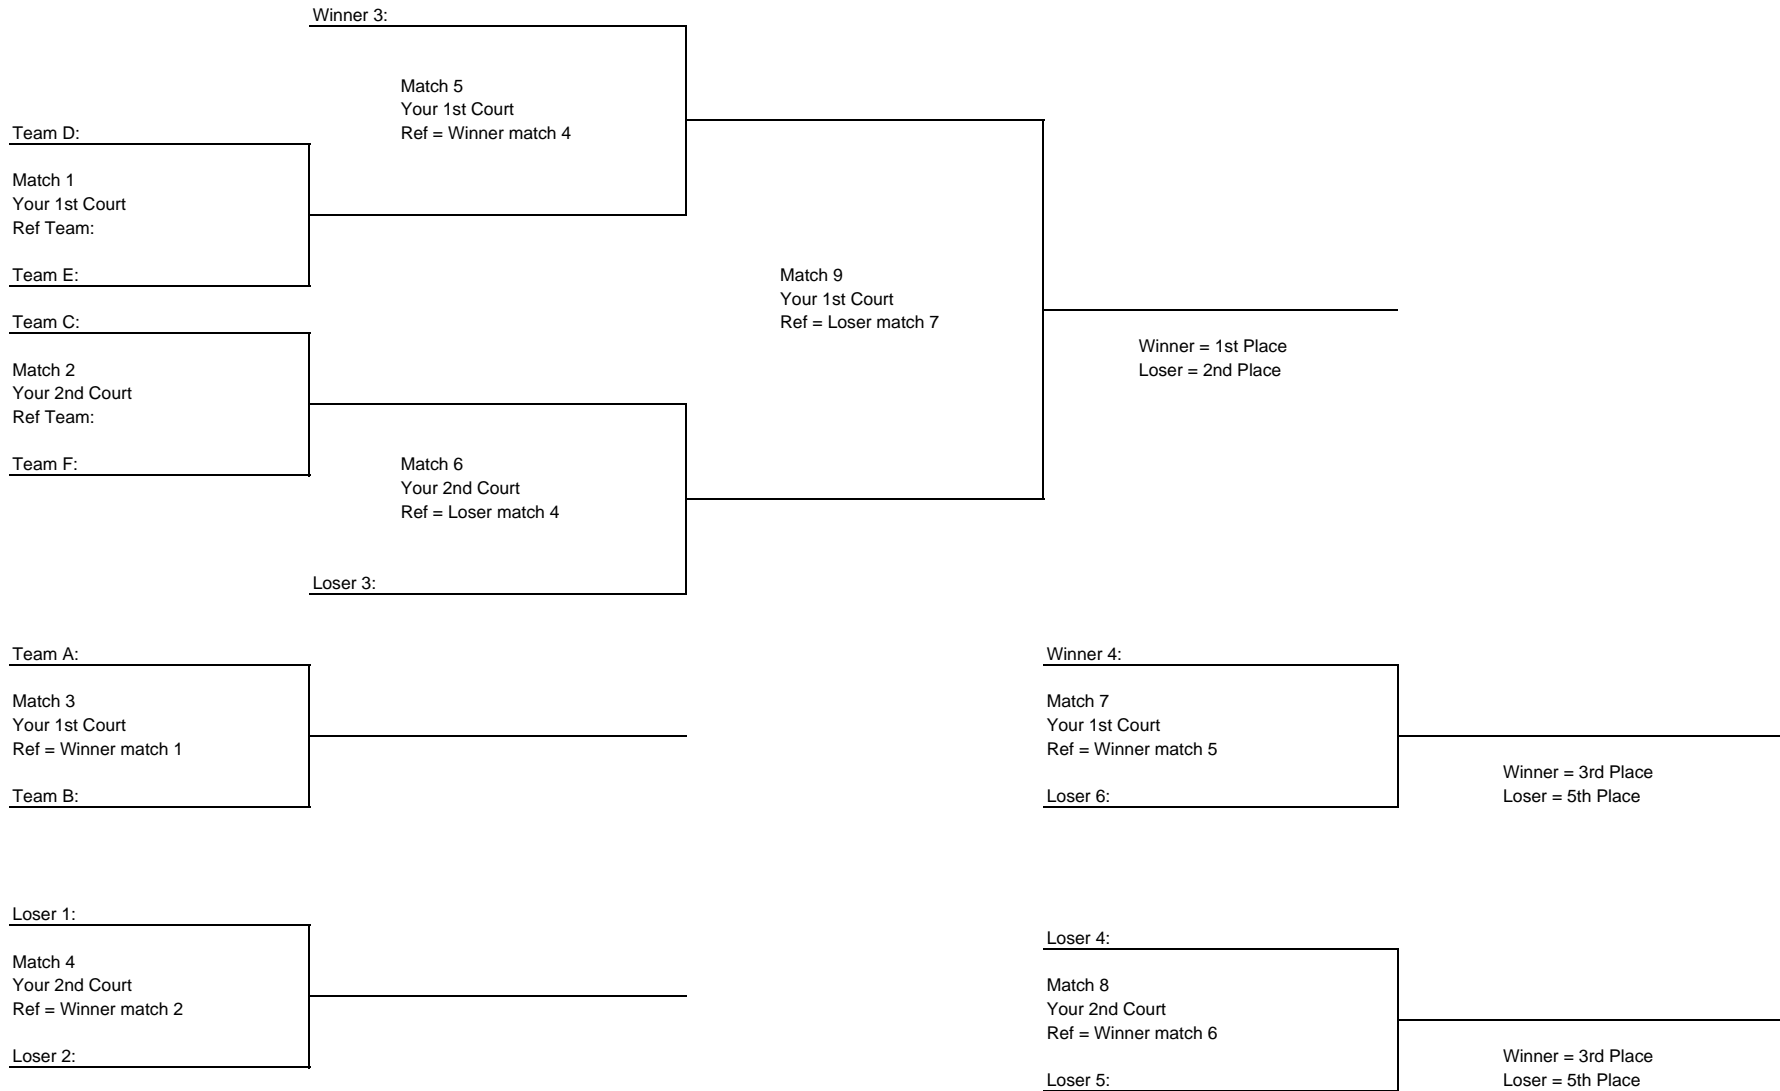 Winner 3:
Match 5
Your 1st Court
Ref = Winner match 4
Team D:
Match 1
Your 1st Court
Ref Team:
Team E:
Match 9
Your 1st Court
Ref = Loser match 7
Team C:
Match 2
Your 2nd Court
Ref Team:
Winner = 1st Place
Loser = 2nd Place
Team F:
Match 6
Your 2nd Court
Ref = Loser match 4
Loser 3:
Team A:
Match 3
Your 1st Court
Ref = Winner match 1
Team B:
Winner 4:
Match 7
Your 1st Court
Ref = Winner match 5
Loser 6:
Winner = 3rd Place
Loser = 5th Place
Loser 1:
Match 4
Your 2nd Court
Ref = Winner match 2
Loser 2:
Loser 4:
Match 8
Your 2nd Court
Ref = Winner match 6
Loser 5:
Winner = 3rd Place
Loser = 5th Place